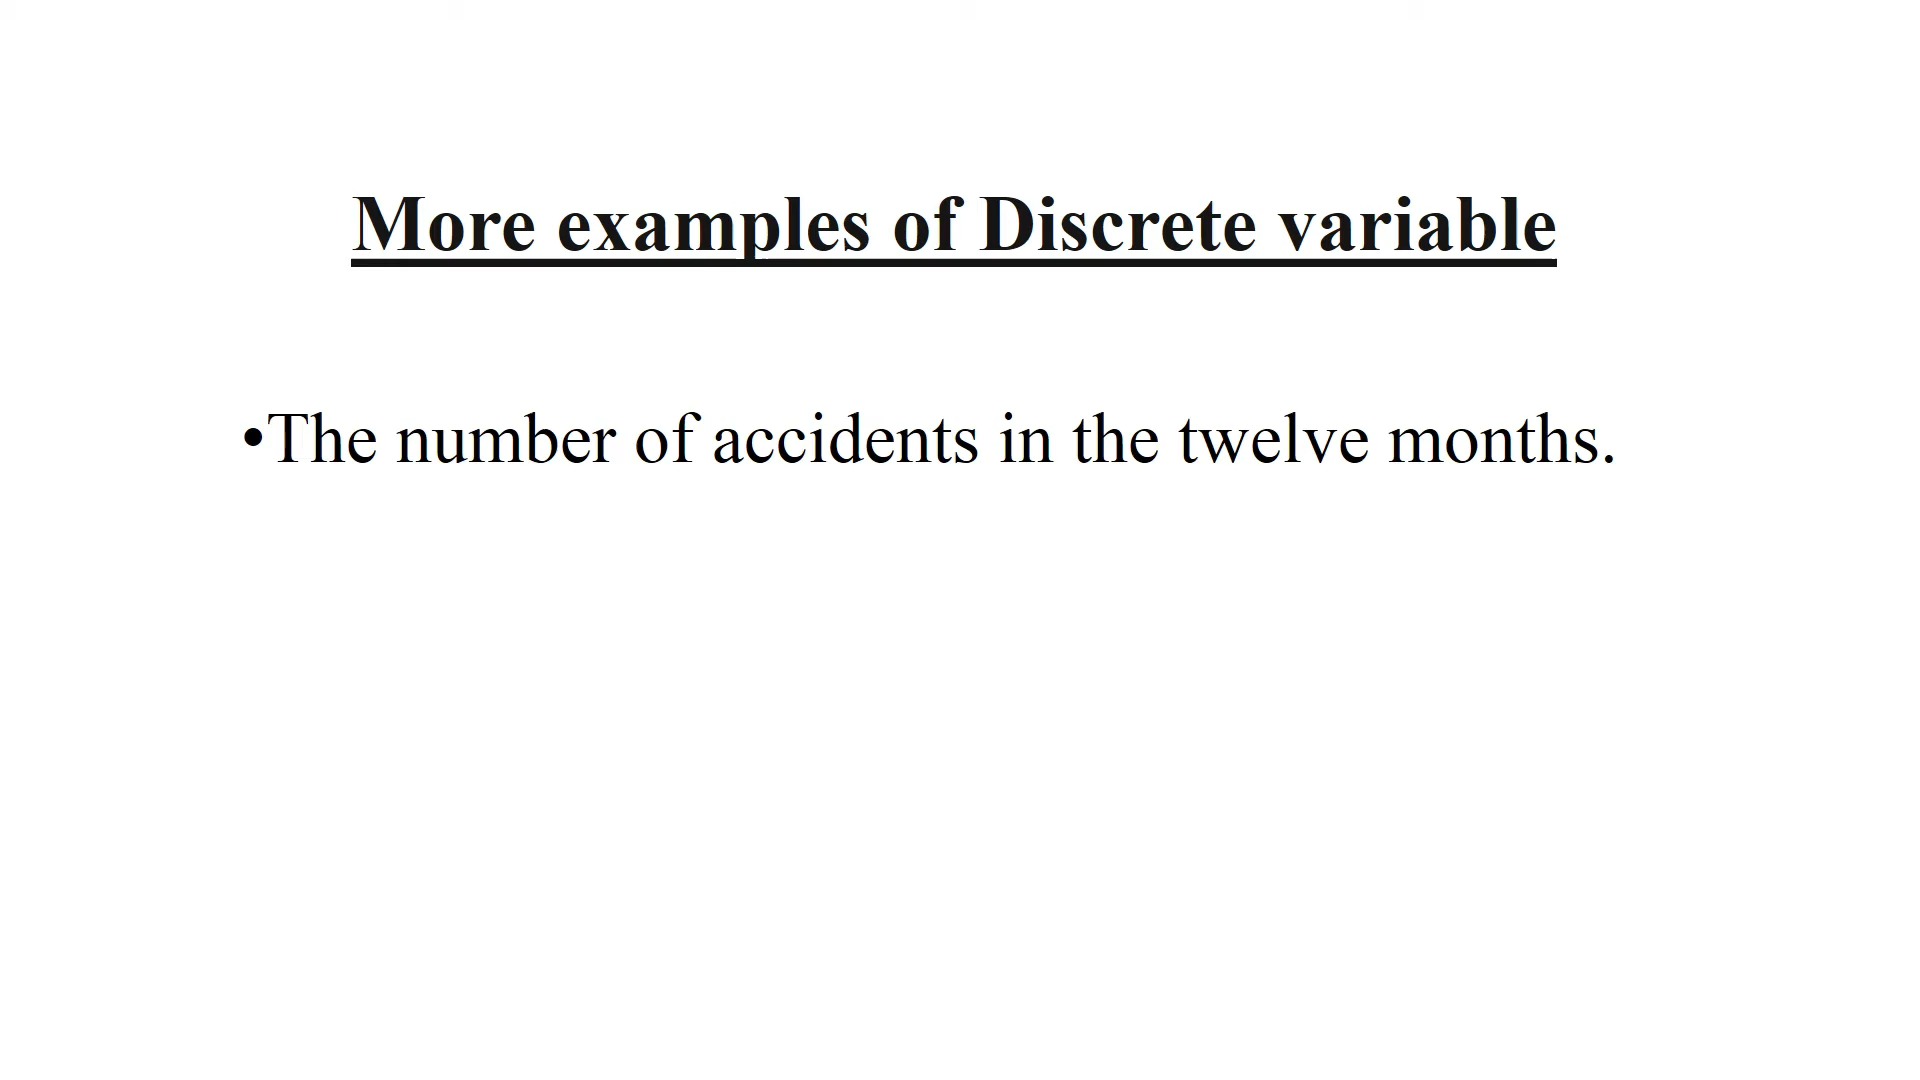 More examples of Discrete variable
•The number of accidents in the twelve months.